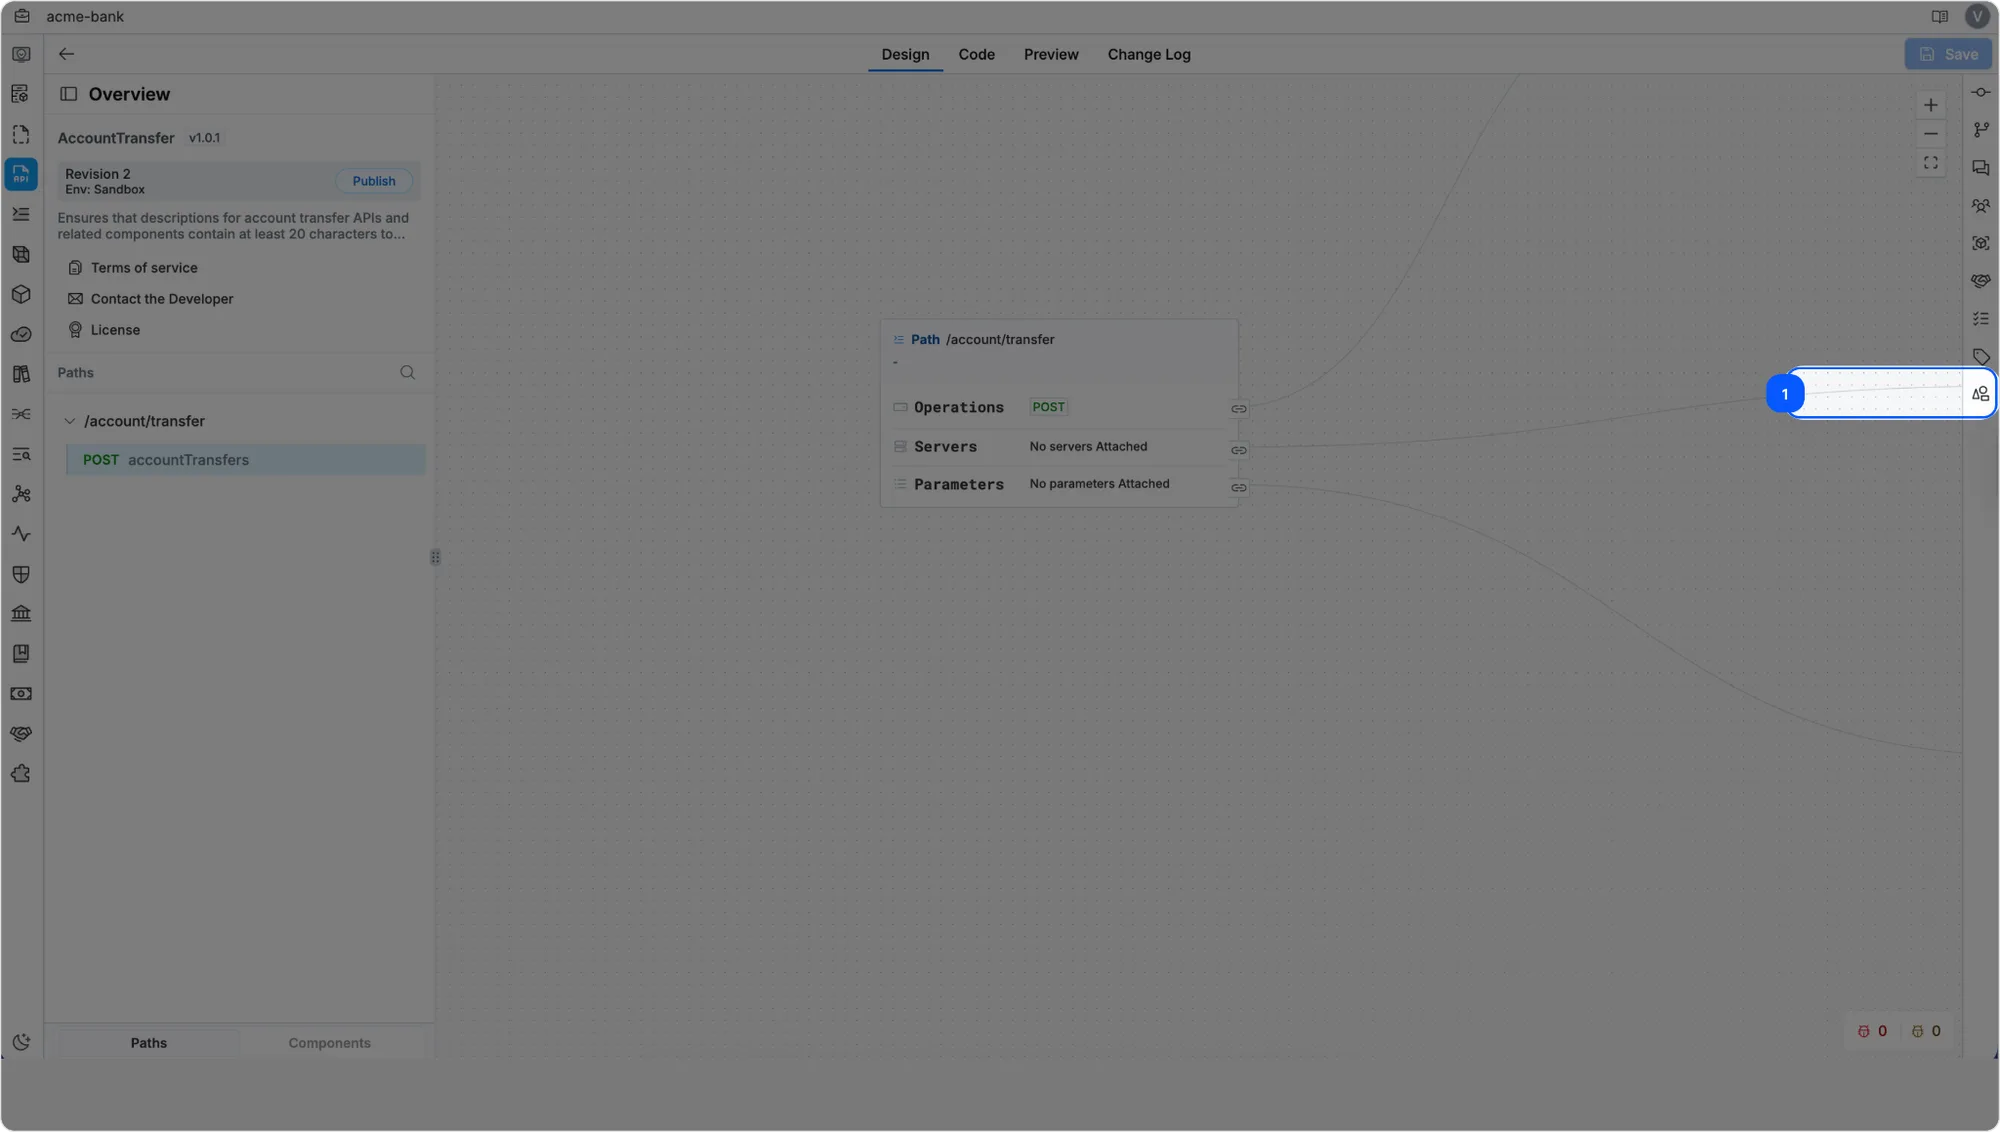 acme-bank
V
Design Code Preview Change Log
Save
Overview
AccountTransfer v1.0.1
Revision 2
Env: Sandbox
Publish
Ensures that descriptions for account transfer APIs and
related components contain at least 20 characters to...
Terms of service
Contact the Developer
License
Paths
/account/transfer
POST accountTransfers
API
Path /account/transfer
-
Operations POST
Servers No servers Attached
Parameters No parameters Attached
1
0 0
Paths Components